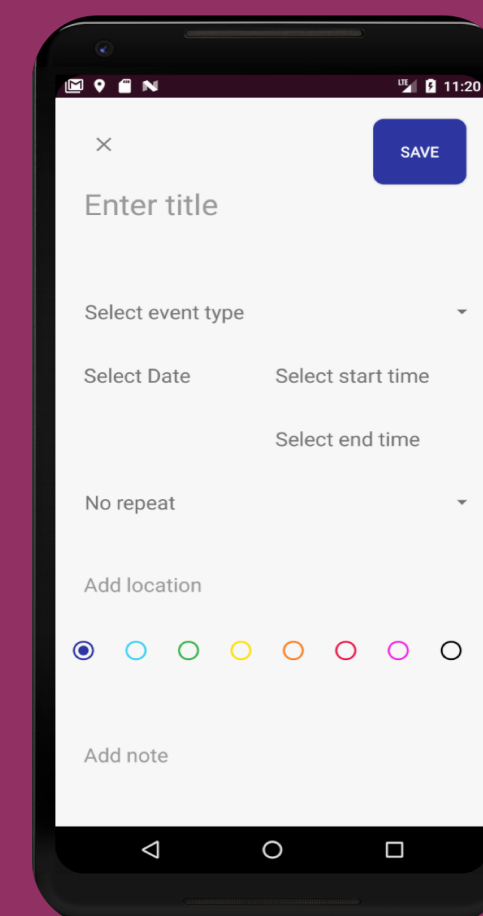 LTE 11:20
SAVE
Enter title
Select event type
Select Date Select start time
Select end time
No repeat
Add location
Add note